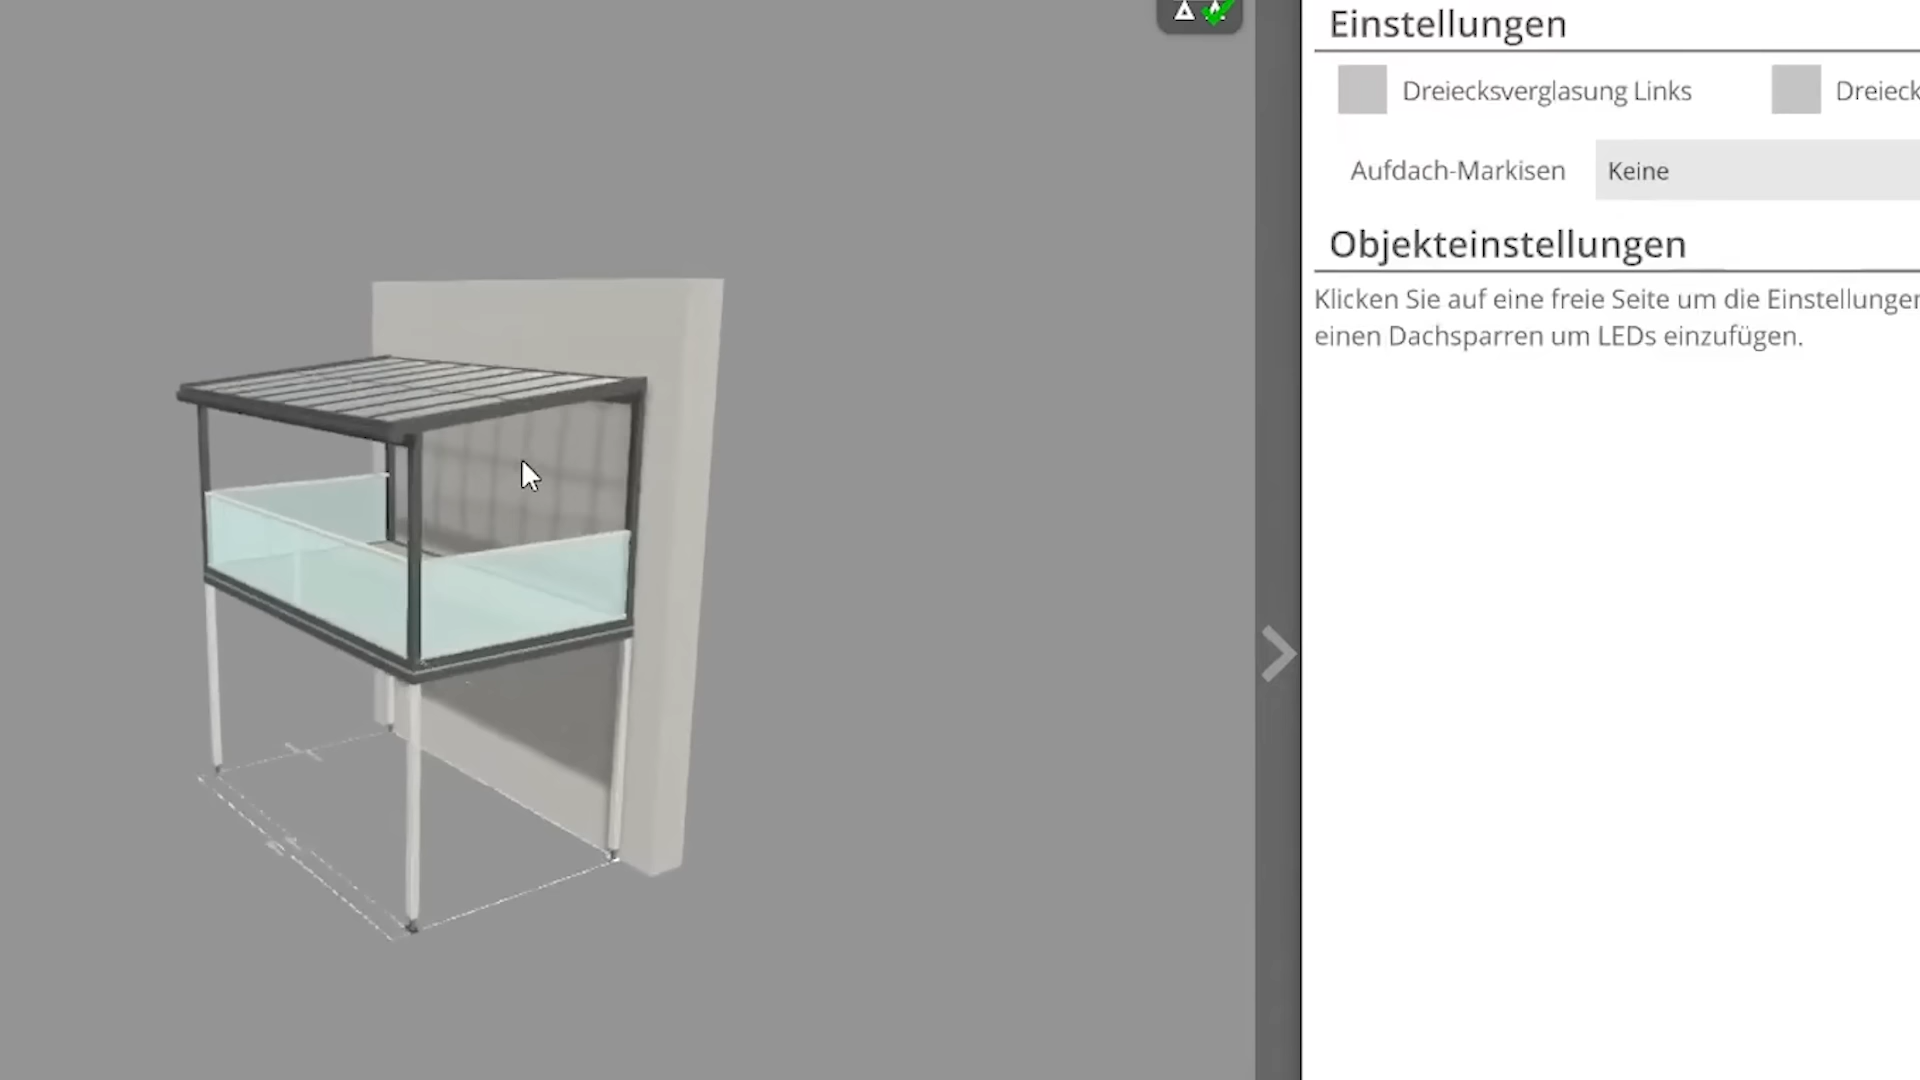 Einstellungen
Dreiecksverglasung Links
Aufdach-Markisen Keine
Objekteinstellungen
Klicken Sie auf eine freie Seite um die
einen Dachsparren um LEDs einzufügen.